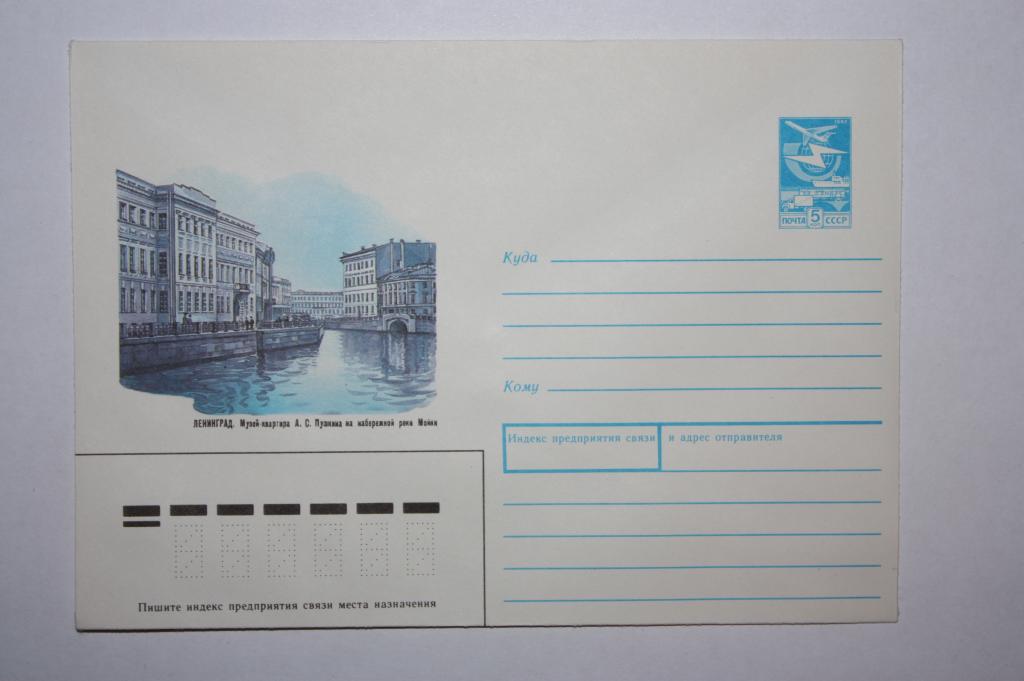 1982
ПОЧТА 5 СССР
Куда
Кому
Индекс предприятия связи и адрес отправителя
ЛЕНИНГРАД. Музей-квартира А. С. Пушкина на набережной реки Мойки
Пишите индекс предприятия связи места назначения